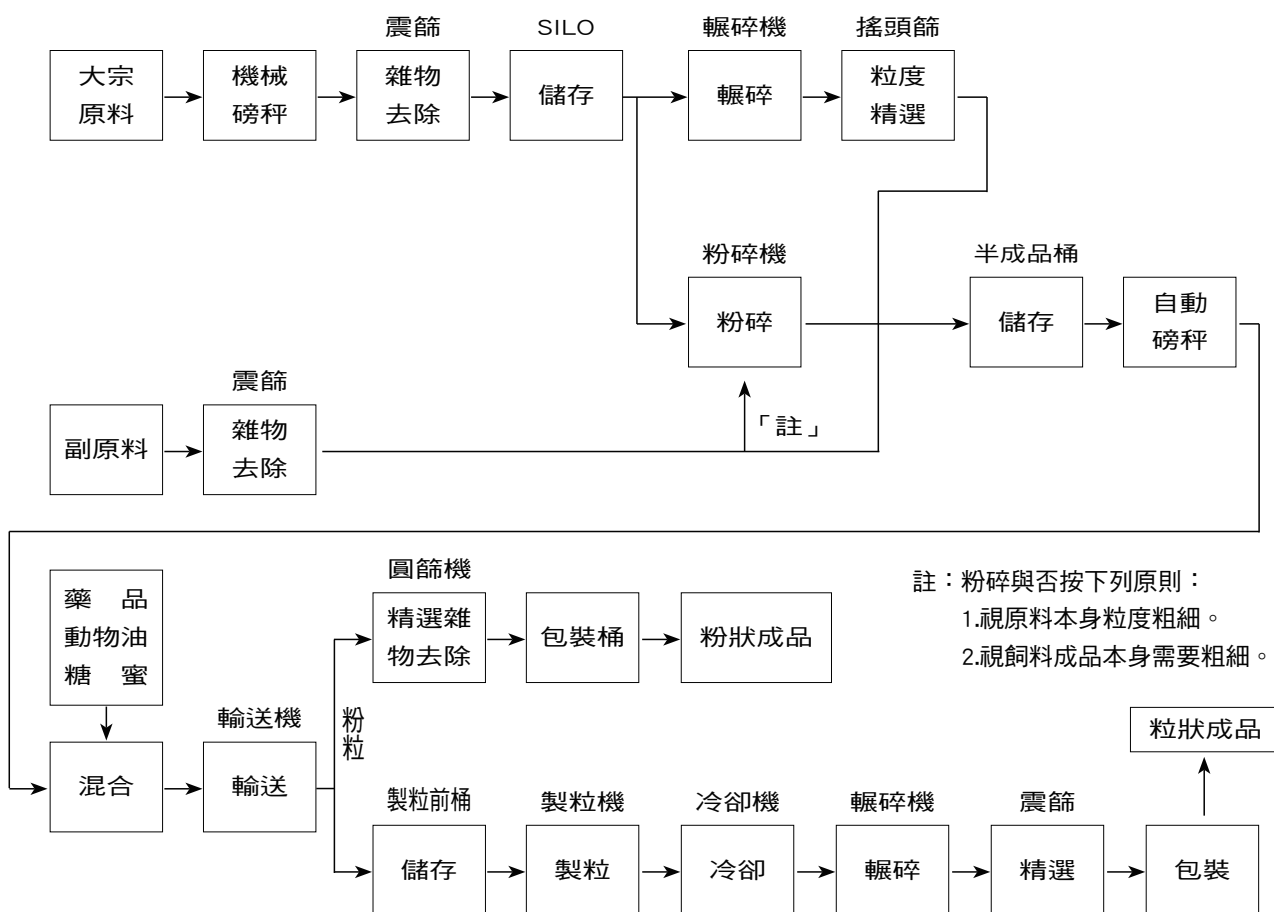 震篩
SILO
輾碎機
搖頭篩
大宗
原料
機械
磅秤
雜物
去除
儲存
輾碎
粒度
精選
粉碎機
半成品桶
粉碎
儲存
自動
磅秤
震篩
副原料
雜物
去除
「註」
藥　品
動物油
糖　蜜
圓篩機
精選雜
物去除
包裝桶
粉狀成品
註：粉碎與否按下列原則：
1.視原料本身粒度粗細。
2.視飼料成品本身需要粗細。
粉
粒
輸送機
混合
輸送
粒狀成品
製粒前桶
製粒機
冷卻機
輾碎機
震篩
儲存
製粒
冷卻
輾碎
精選
包裝